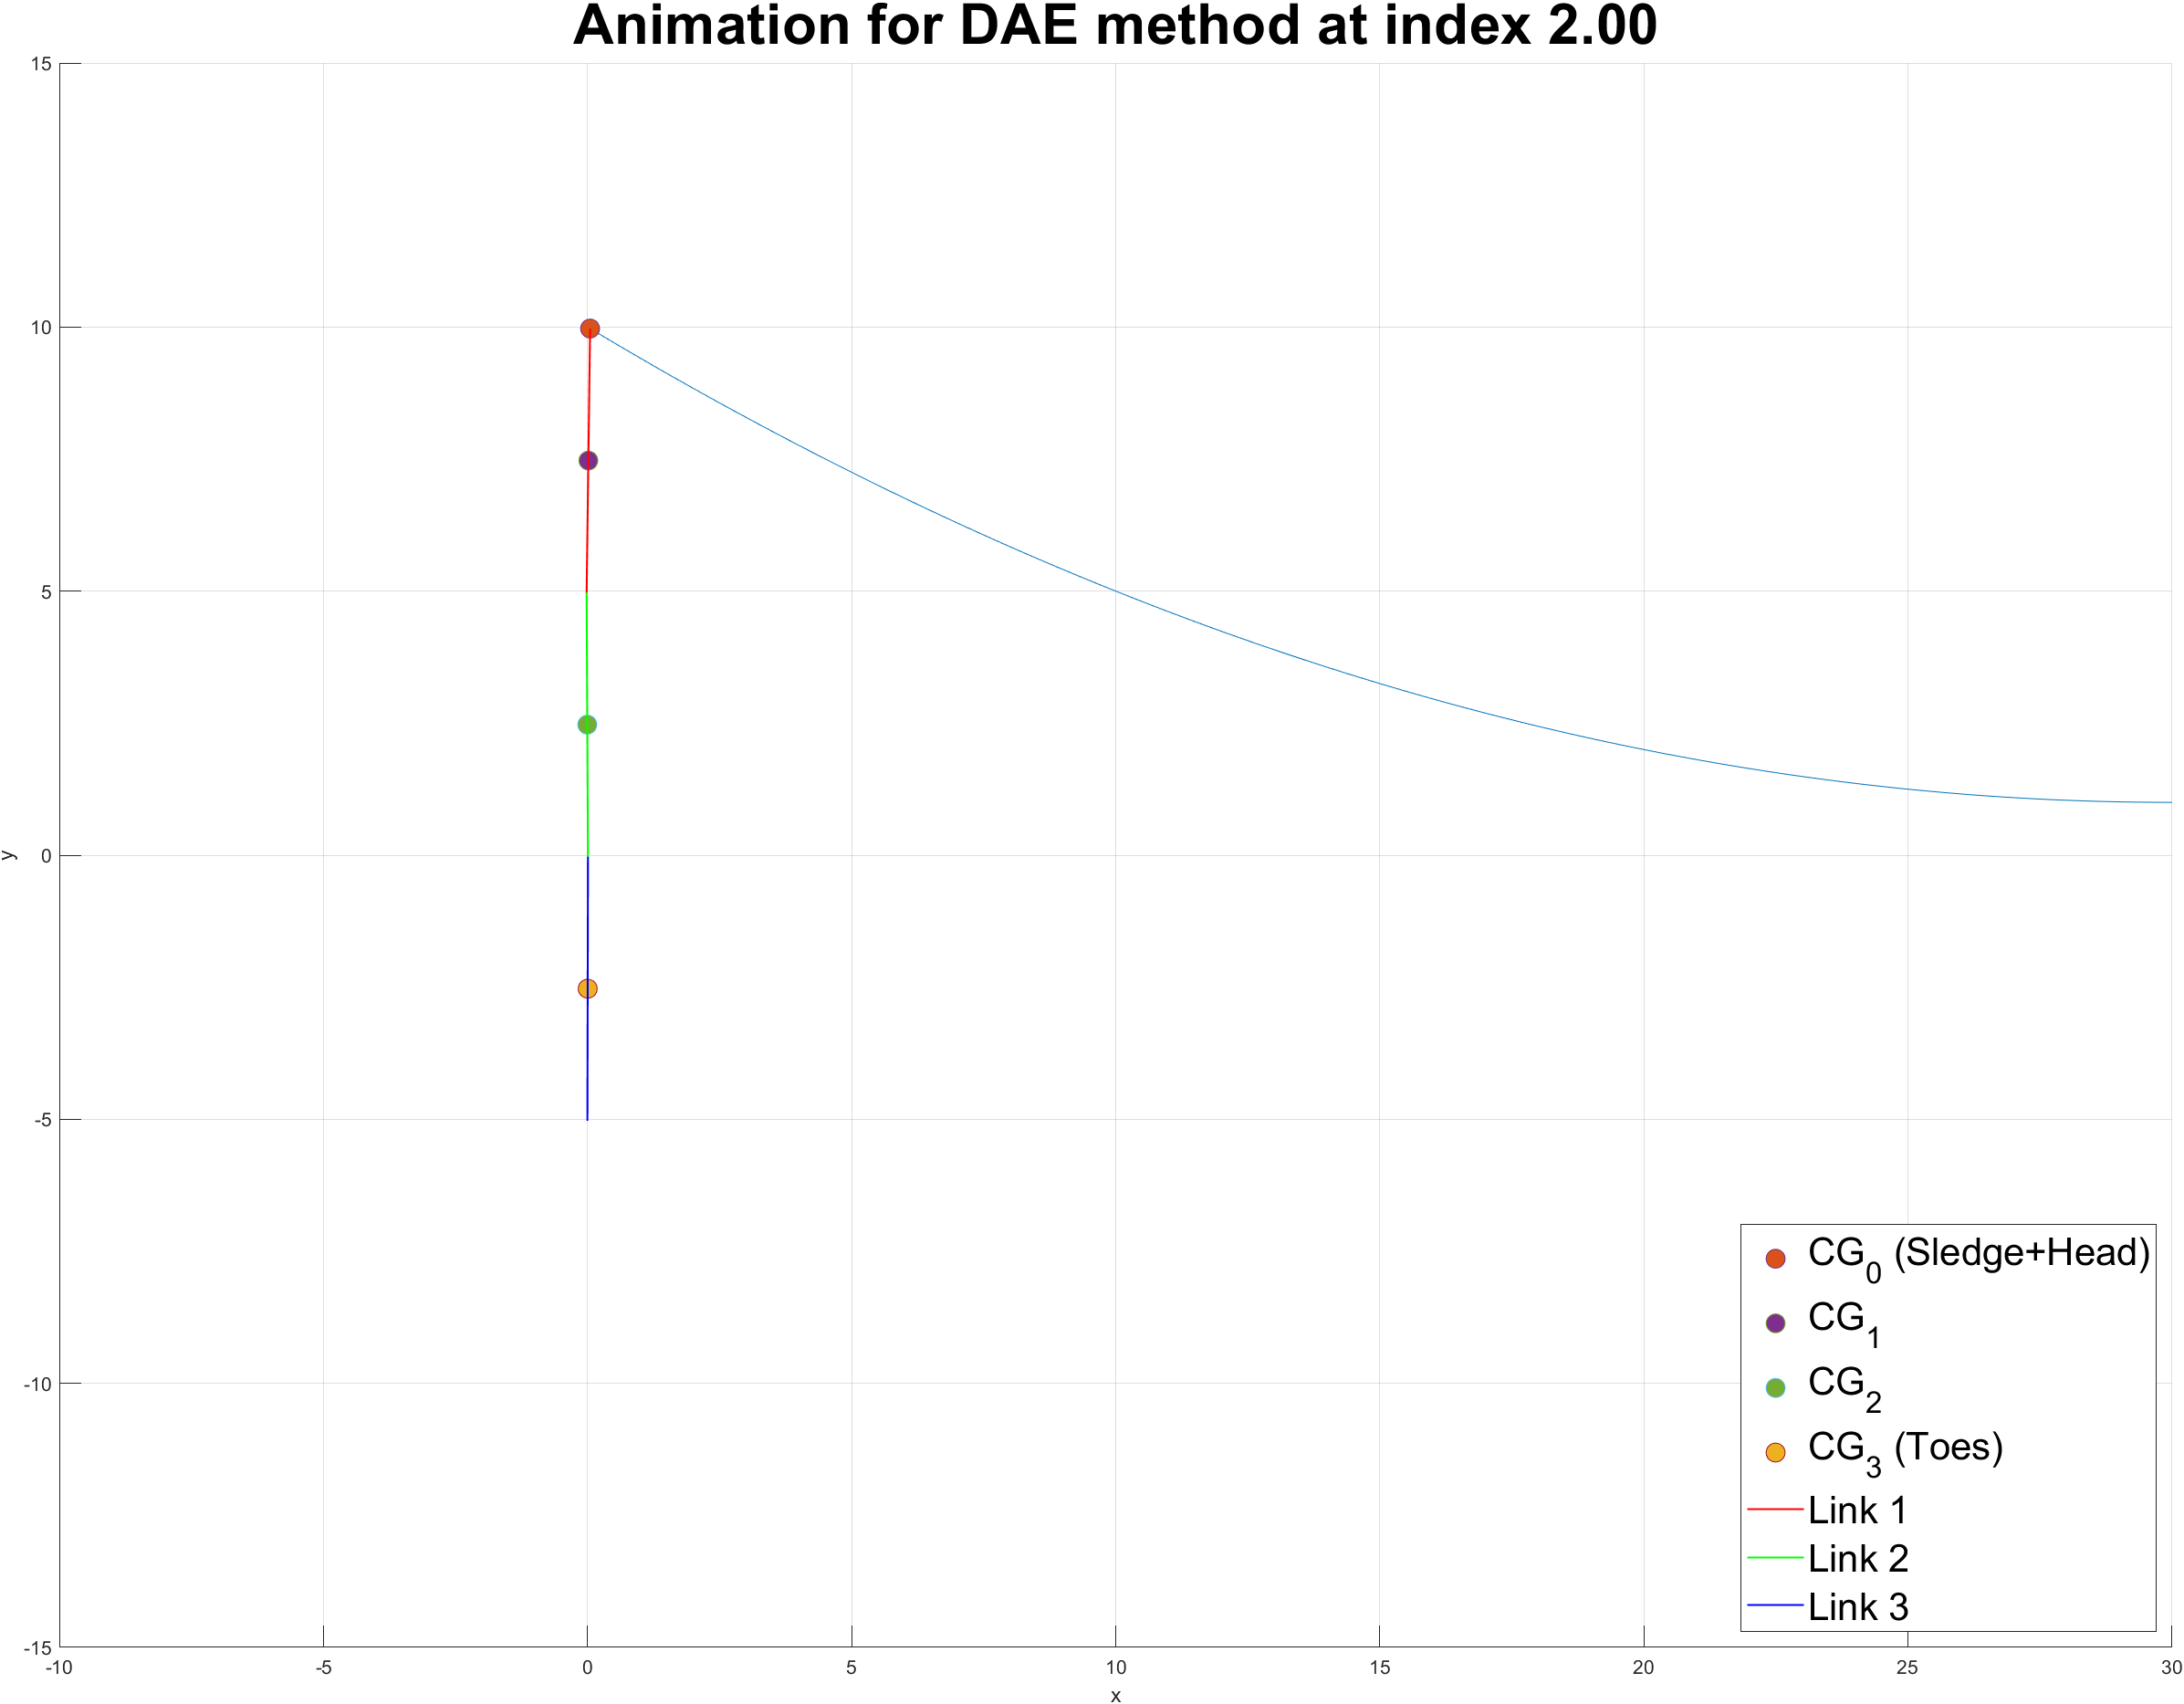 Animation for DAE method at index 2.00
15
10
5
0
-5
-10
-15
y
-10 -5 0 5 10 15 20 25 30
x
CG0 (Sledge+Head)
CG1
CG2
CG3 (Toes)
Link 1
Link 2
Link 3